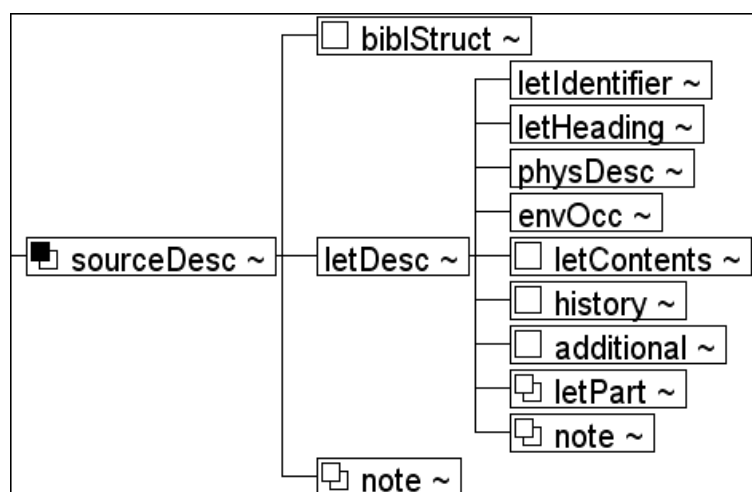 biblStruct ~
letIdentifier ~
letHeading ~
physDesc ~
envOcc ~
sourceDesc ~
letDesc ~
letContents ~
history ~
additional ~
letPart ~
note ~
note ~